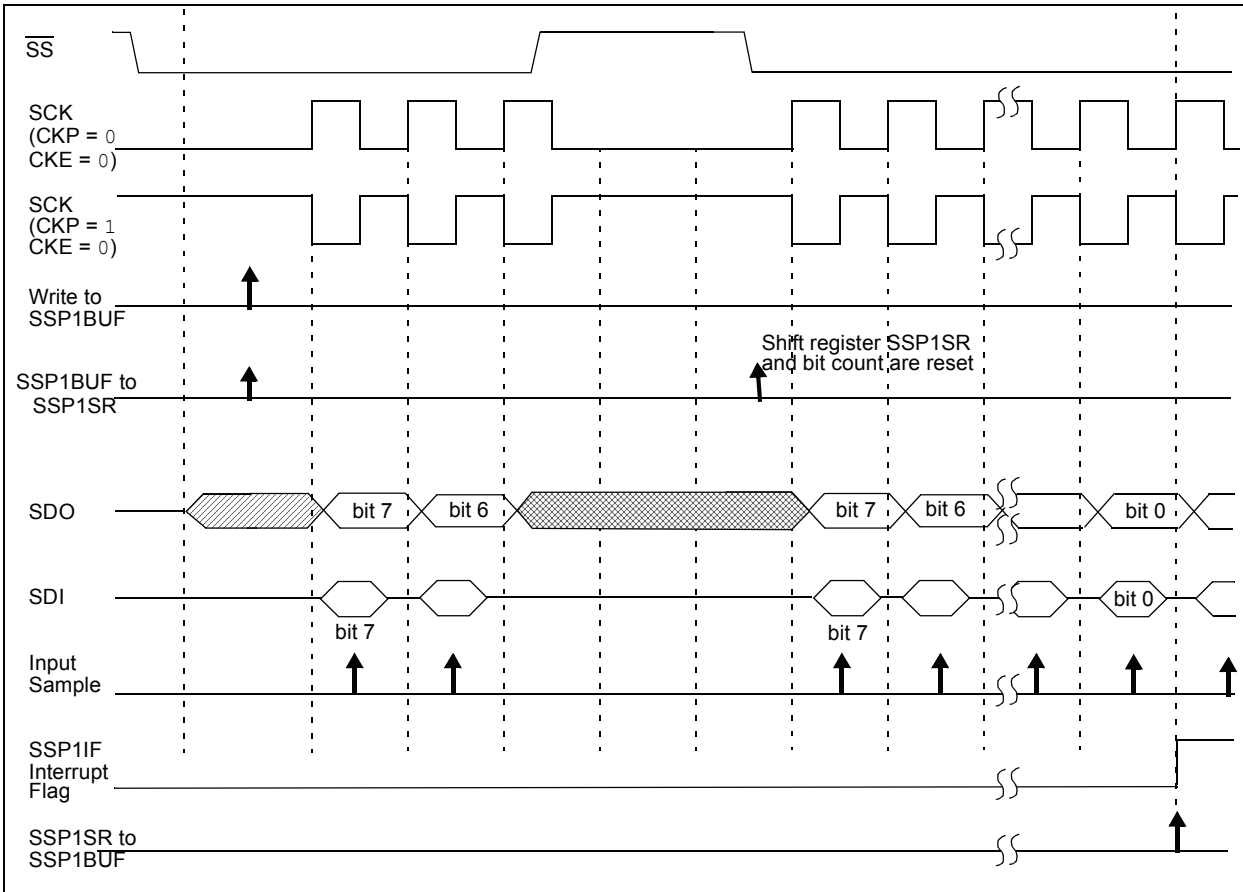 SS
SCK
(CKP = 0
CKE = 0)
SCK
(CKP = 1
CKE = 0)
Write to
SSP1BUF
Shift register SSP1SR
and bit count are reset
SSP1BUF to
SSP1SR
SDO
bit 7
bit 6
bit 7
bit 6
bit 0
SDI
bit 0
bit 7
bit 7
Input
Sample
SSP1IF
Interrupt
Flag
SSP1SR to
SSP1BUF